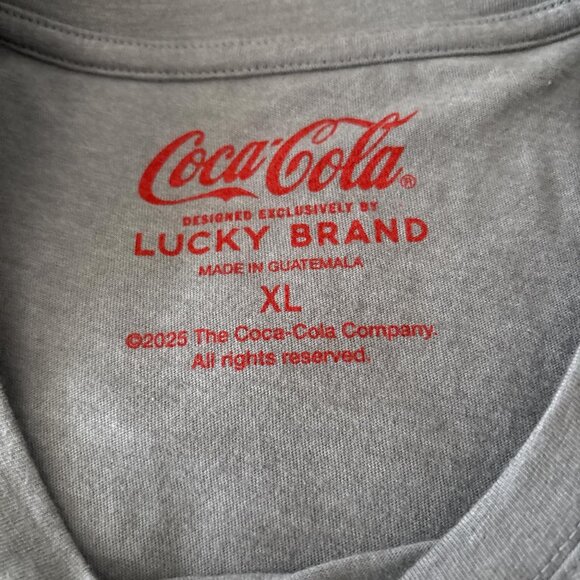 Coca-Cola®
DESIGNED EXCLUSIVELY BY
LUCKY BRAND
MADE IN GUATEMALA
XL
©2025 The Coca-Cola Company.
All rights reserved.